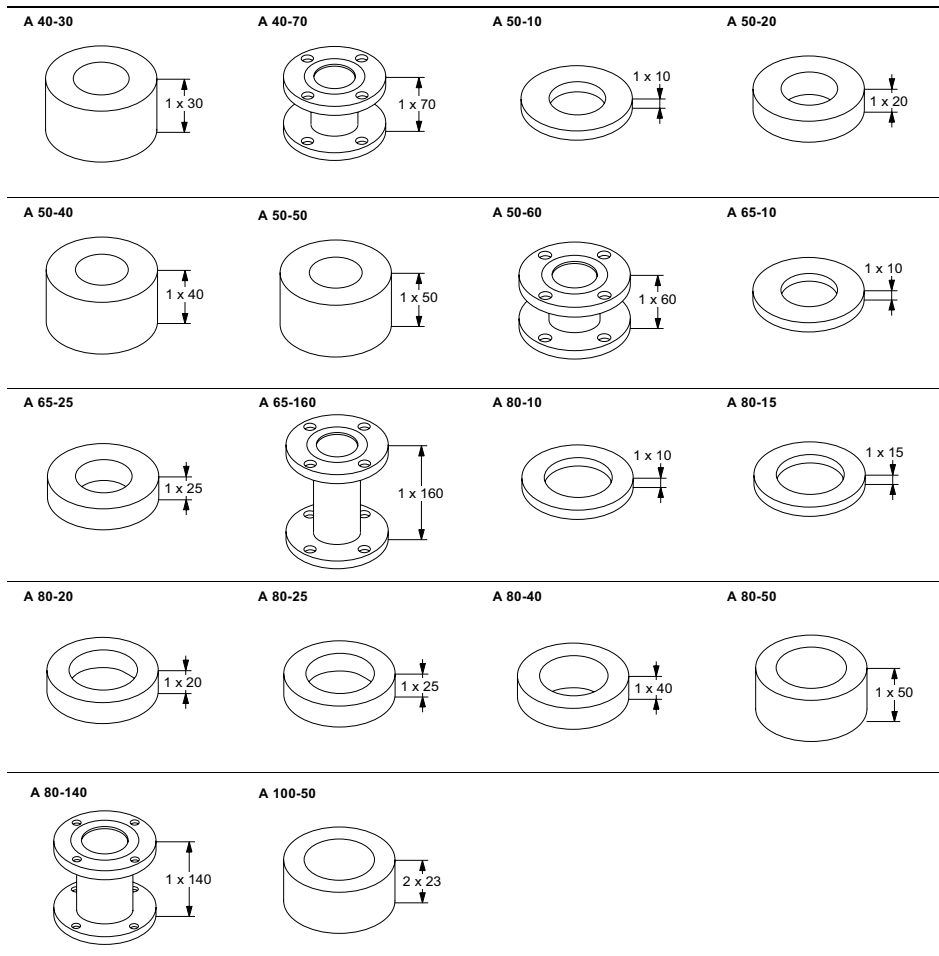 A 40-30
A 40-70
A 50-10
A 50-20
1 x 30
1 x 70
1 x 10
1 x 20
A 50-40
A 50-50
A 50-60
A 65-10
1 x 40
1 x 50
1 x 60
1 x 10
A 65-25
A 65-160
A 80-10
A 80-15
1 x 25
1 x 160
1 x 10
1 x 15
A 80-20
A 80-25
A 80-40
A 80-50
1 x 20
1 x 25
1 x 40
1 x 50
A 80-140
A 100-50
1 x 140
2 x 23